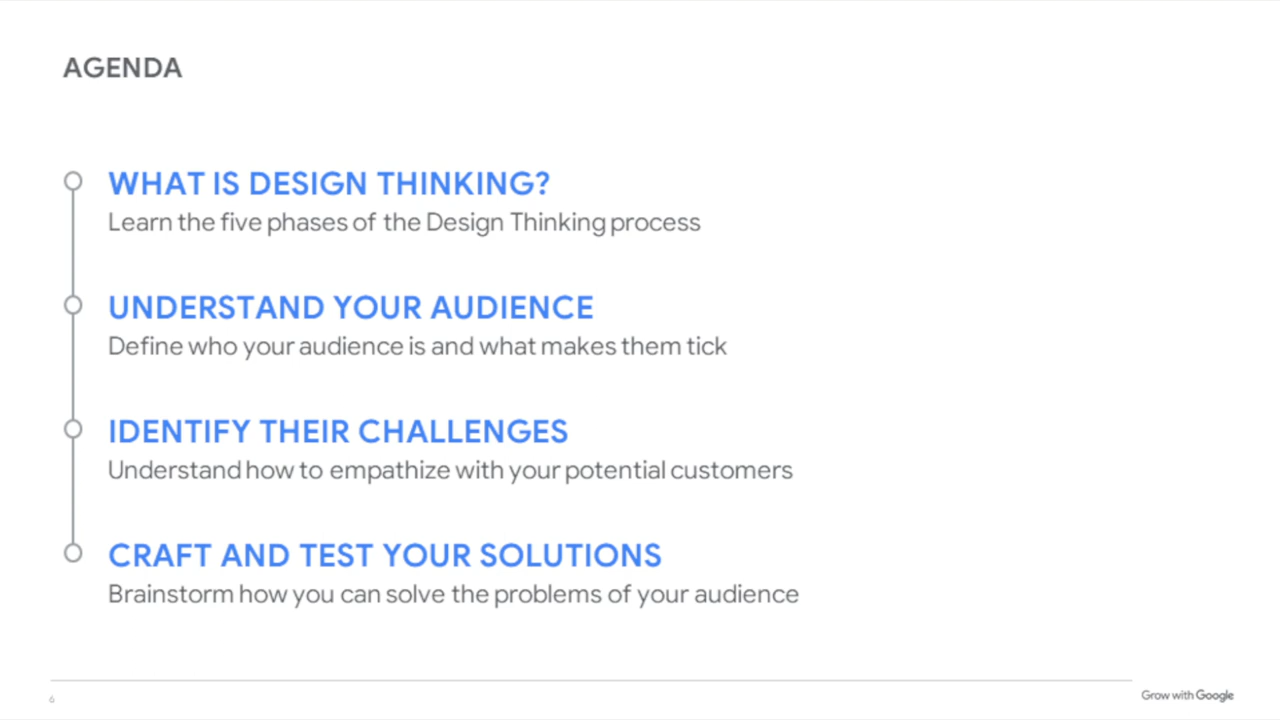 AGENDA
WHAT IS DESIGN THINKING?
Learn the five phases of the Design Thinking process
UNDERSTAND YOUR AUDIENCE
Define who your audience is and what makes them tick
IDENTIFY THEIR CHALLENGES
Understand how to empathize with your potential customers
CRAFT AND TEST YOUR SOLUTIONS
Brainstorm how you can solve the problems of your audience
6
Grow with Google